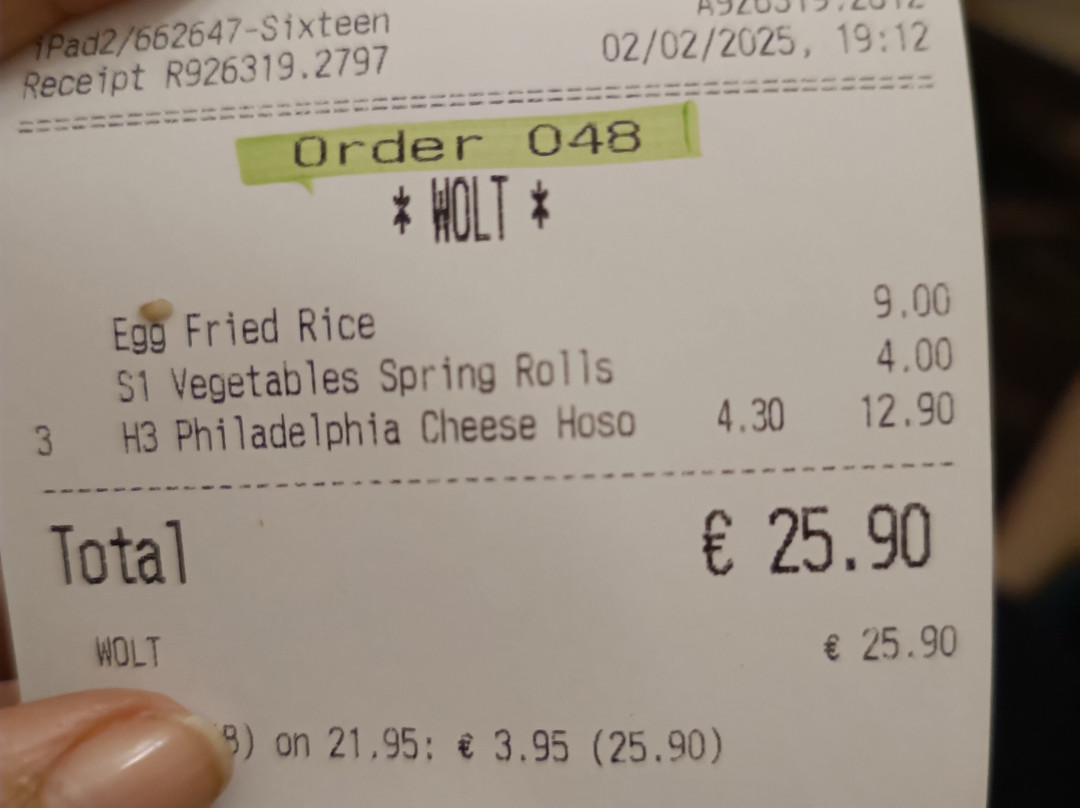 iPad2/662647-Sixteen
Receipt R926319.2797
02/02/2025, 19:12
Order 048
* WOLT *
Egg Fried Rice 9.00
S1 Vegetables Spring Rolls 4.00
3 H3 Philadelphia Cheese Hoso 4.30 12.90
Total € 25.90
WOLT € 25.90
) on 21.95: € 3.95 (25.90)